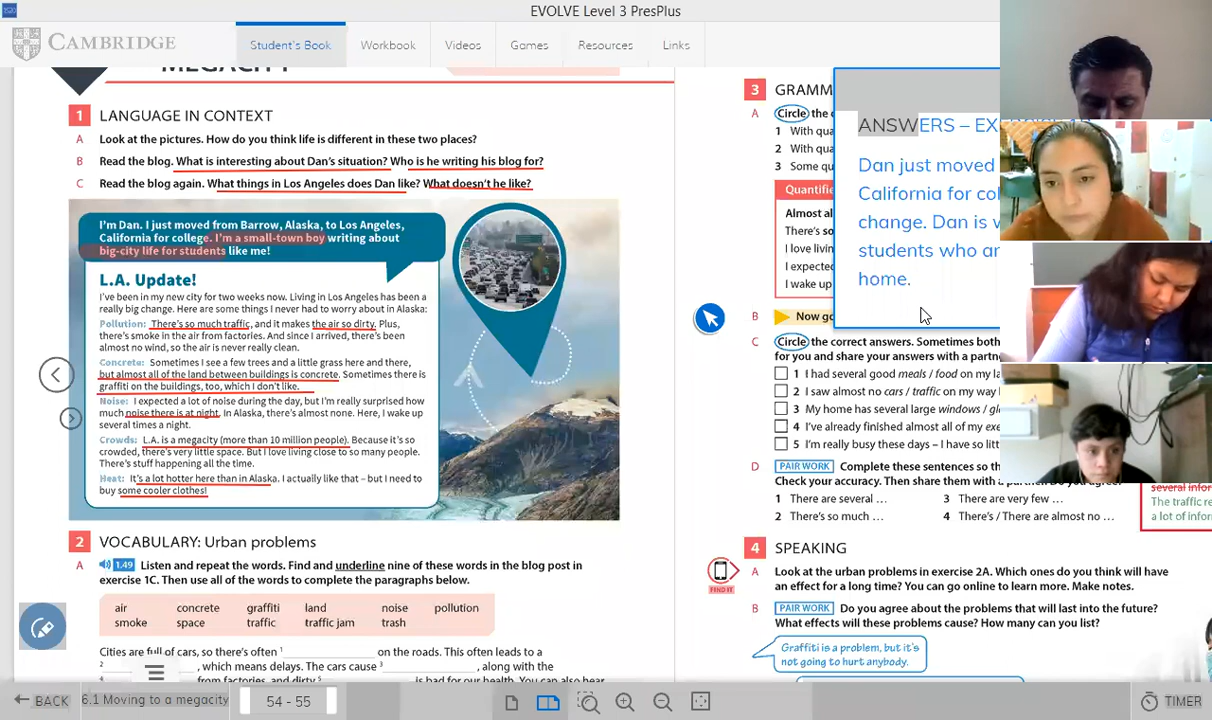 EVOLVE Level 3 PresPlus
CAMBRIDGE
Student's Book
Workbook
Videos
Games
Resources
Links
1 LANGUAGE IN CONTEXT
A Look at the pictures. How do you think life is different in these two places?
B Read the blog. What is interesting about Dan's situation? Who is he writing his blog for?
C Read the blog again. What things in Los Angeles does Dan like? What doesn't he like?
I'm Dan. I just moved from Barrow, Alaska, to Los Angeles,
California for college. I'm a small-town boy writing about
big-city life for students like me!
L.A. Update!
I've been in my new city for two weeks now. Living in Los Angeles has been a
really big change. Here are some things I never had to worry about in Alaska:
Pollution: There's so much traffic, and it makes the air so dirty. Plus,
there's smoke in the air from factories. And since I arrived, there's been
almost no wind, so the air is never really clean.
Concrete: Sometimes I see a few trees and a little grass here and there,
but almost all of the land between buildings is concrete. Sometimes there is
graffiti on the buildings, too, which I don't like.
Noise: I expected a lot of noise during the day, but I'm really surprised how
much noise there is at night. In Alaska, there's almost none. Here, I wake up
several times a night.
Crowds: L.A. is a megacity (more than 10 million people). Because it's so
crowded, there's very little space. But I love living close to so many people.
There's stuff happening all the time.
Heat: It's a lot hotter here than in Alaska. I actually like that – but I need to
buy some cooler clothes!
2 VOCABULARY: Urban problems
A 1.49 Listen and repeat the words. Find and underline nine of these words in the blog post in
exercise 1C. Then use all of the words to complete the paragraphs below.
air concrete graffiti land noise pollution
smoke space traffic traffic jam trash
Cities are full of cars, so there's often 1 on the roads. This often leads to a
2 , which means delays. The cars cause 3 , along with the
4 from factories, and dirty 5 is bad for our health. You can also hear
3 GRAMM
A Circle the c
1 With qua
2 With qua
3 Some qu
Quantifie
Almost al
There's so
I love livin
I expected
I wake up
ANSWERS – EX
Dan just moved
California for col
change. Dan is w
students who ar
home.
B Now go
C Circle the correct answers. Sometimes both
for you and share your answers with a partn
1 I had several good meals / food on my la
2 I saw almost no cars / traffic on my way
3 My home has several large windows / gl
4 I've already finished almost all of my exe
5 I'm really busy these days – I have so litt
D PAIR WORK Complete these sentences so th
Check your accuracy. Then share them with a partner. Do you agree?
1 There are several … 3 There are very few …
2 There's so much … 4 There's / There are almost no …
several infor
The traffic re
a lot of infor
4 SPEAKING
FIND IT
A Look at the urban problems in exercise 2A. Which ones do you think will have
an effect for a long time? You can go online to learn more. Make notes.
B PAIR WORK Do you agree about the problems that will last into the future?
What effects will these problems cause? How many can you list?
Graffiti is a problem, but it's
not going to hurt anybody.
BACK
6.1 Moving to a megacity
54 - 55
TIMER